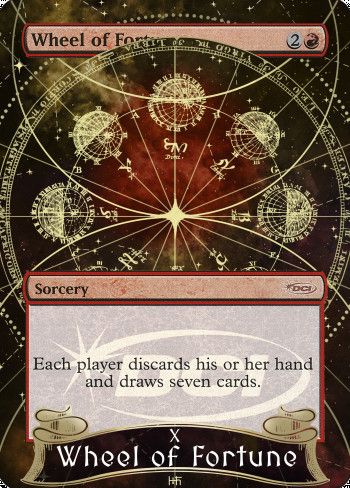 Wheel of Fortu
2
Sorcery
DCI
Each player discards his or her hand
and draws seven cards.
X
Wheel of Fortune